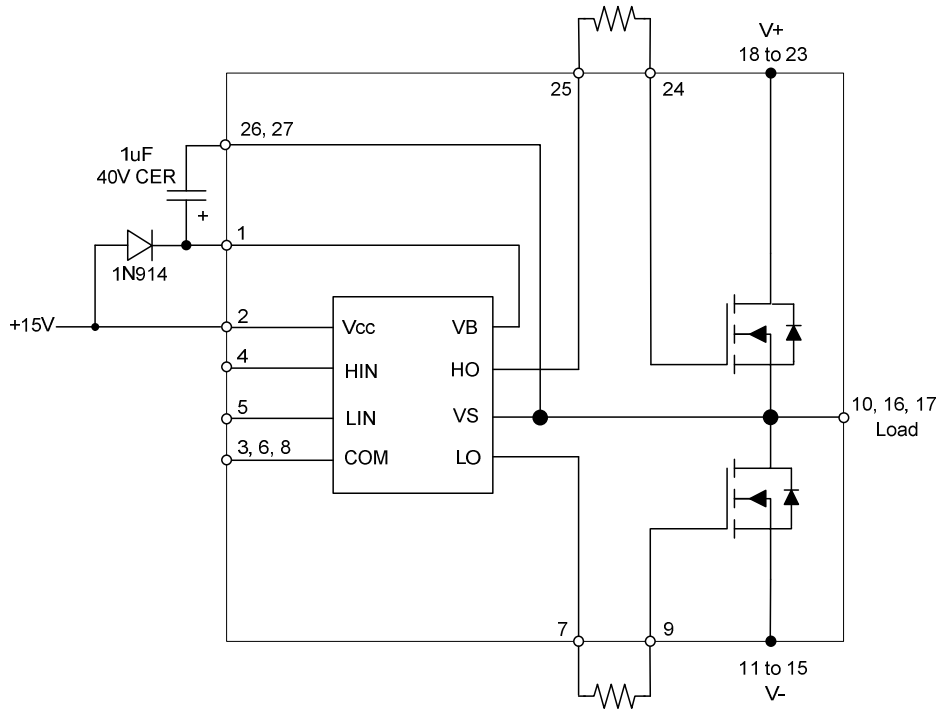 V+
18 to 23
25
24
26, 27
1uF
40V CER
+
1
1N914
+15V
2
Vcc
VB
4
HIN
HO
5
LIN
VS
10, 16, 17
Load
3, 6, 8
COM
LO
7
9
11 to 15
V-